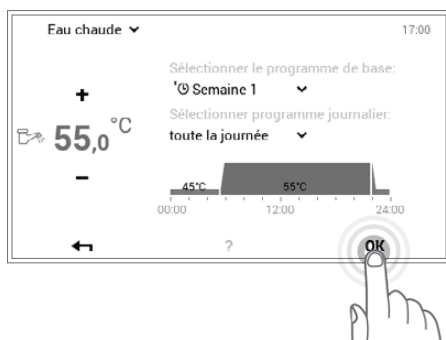 Eau chaude
17:00
Sélectionner le programme de base:
Semaine 1
Sélectionner programme journalier:
toute la journée
+
55,0 °C
–
45°C 55°C
00:00 12:00 24:00
? OK